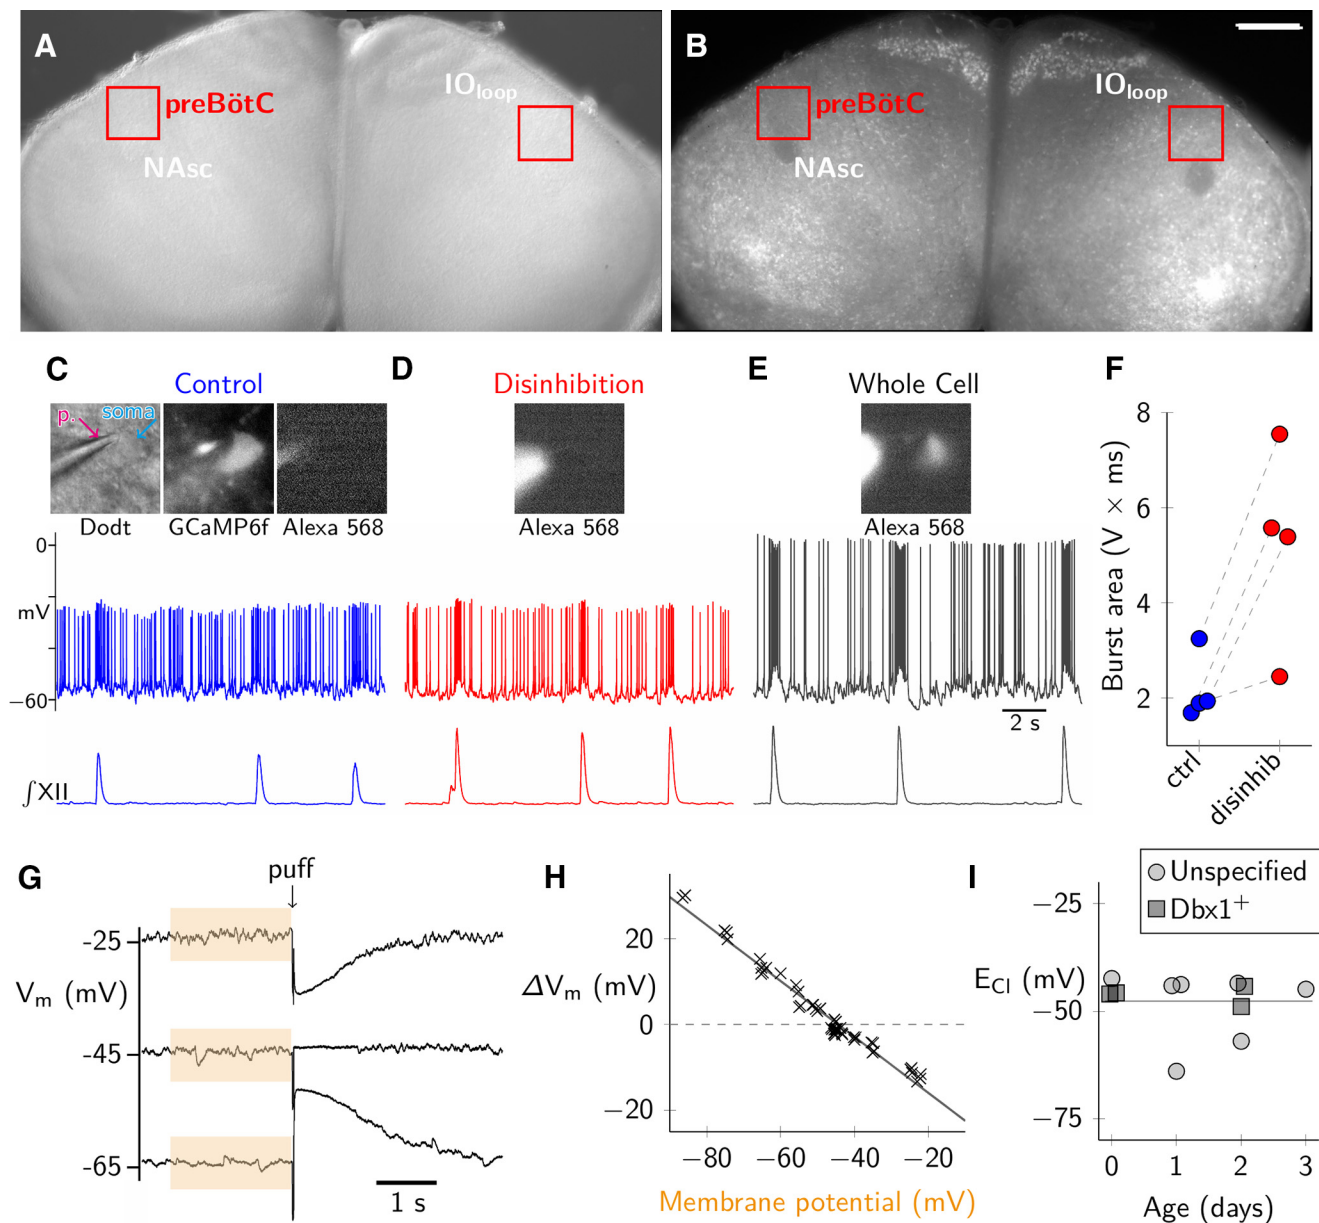 A
preBötC
IOloop
NAsc
B
preBötC
IOloop
NAsc
C
Control
D
Disinhibition
E
Whole Cell
F
p.
soma
Dodt
GCaMP6f
Alexa 568
Alexa 568
Alexa 568
0
mV
−60
2 s
∫XII
8
6
4
2
Burst area (V × ms)
ctrl
disinhib
G
puff
-25
Vm (mV)
-45
-65
1 s
H
20
ΔVm (mV)
0
−20
−80
−60
−40
−20
Membrane potential (mV)
I
Unspecified
Dbx1+
−25
ECl (mV)
−50
−75
0
1
2
3
Age (days)